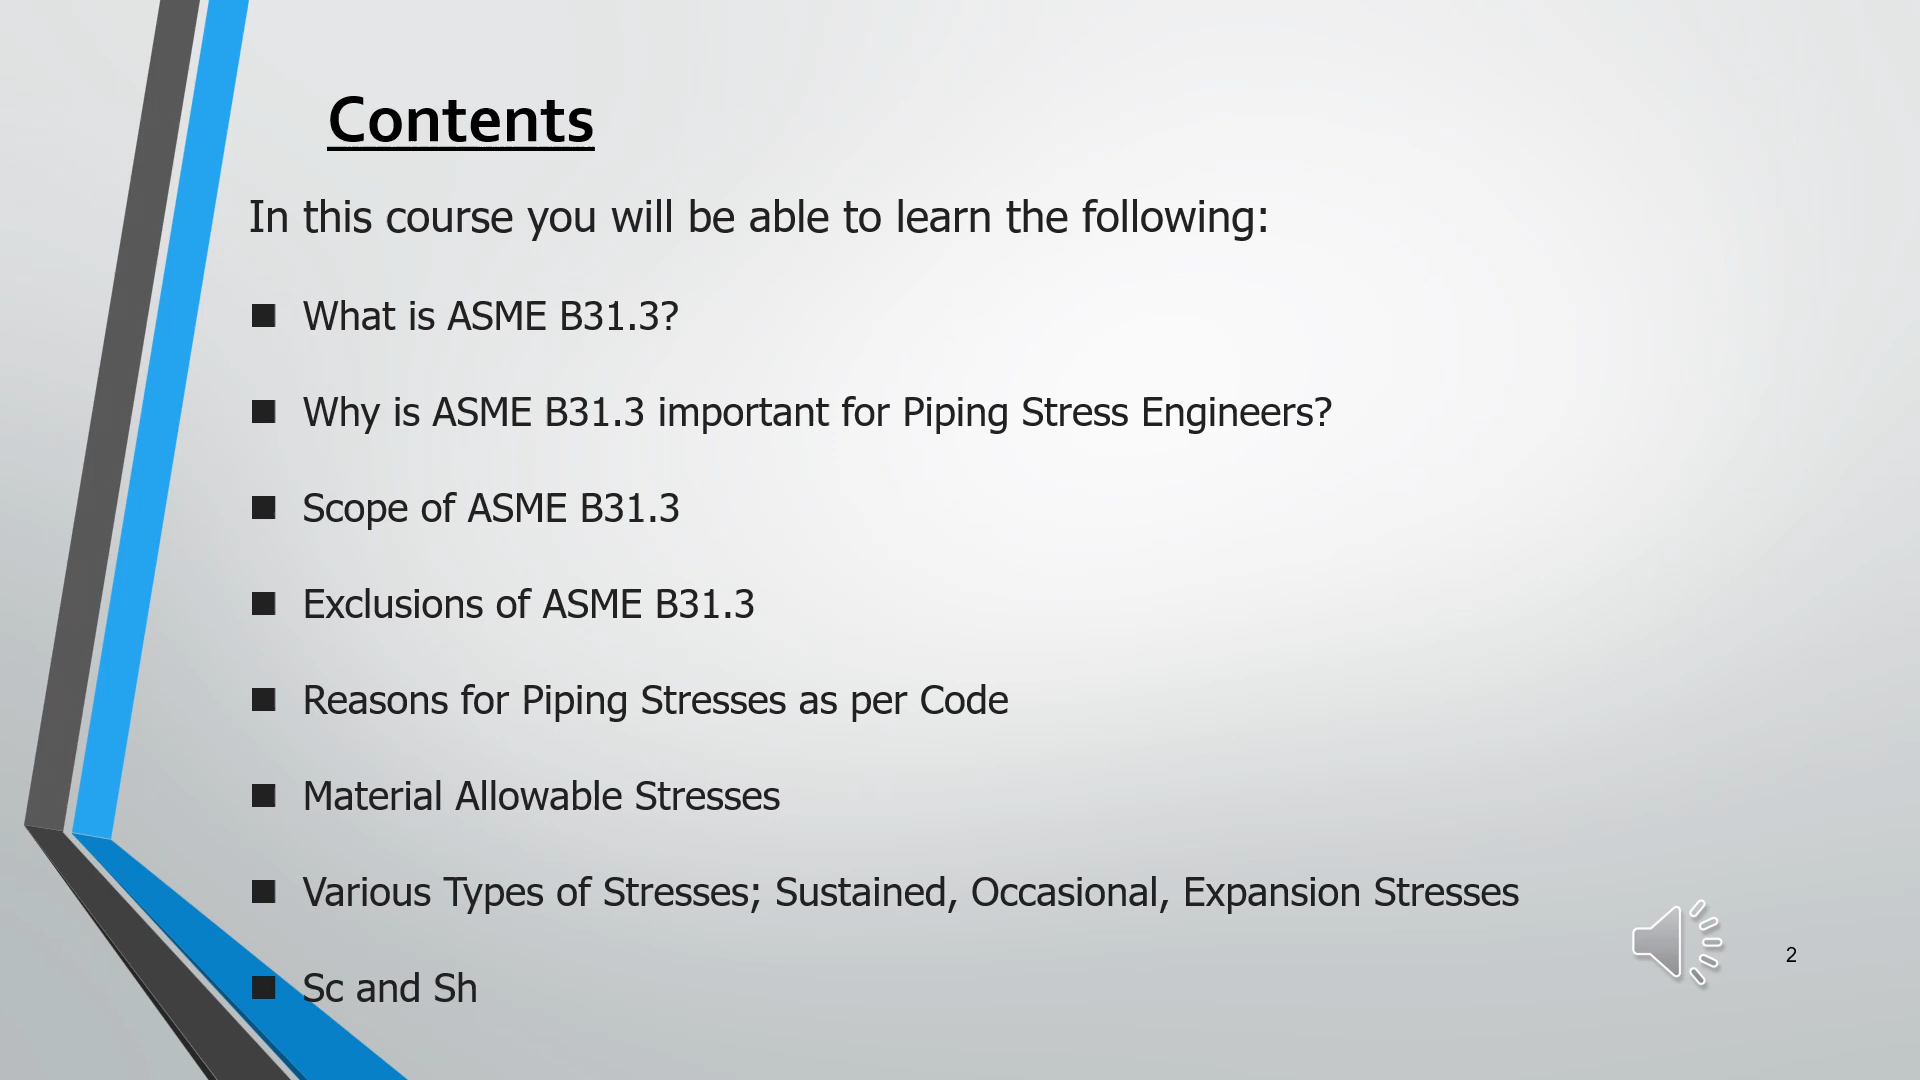 Contents
In this course you will be able to learn the following:
What is ASME B31.3?
Why is ASME B31.3 important for Piping Stress Engineers?
Scope of ASME B31.3
Exclusions of ASME B31.3
Reasons for Piping Stresses as per Code
Material Allowable Stresses
Various Types of Stresses; Sustained, Occasional, Expansion Stresses
Sc and Sh
2